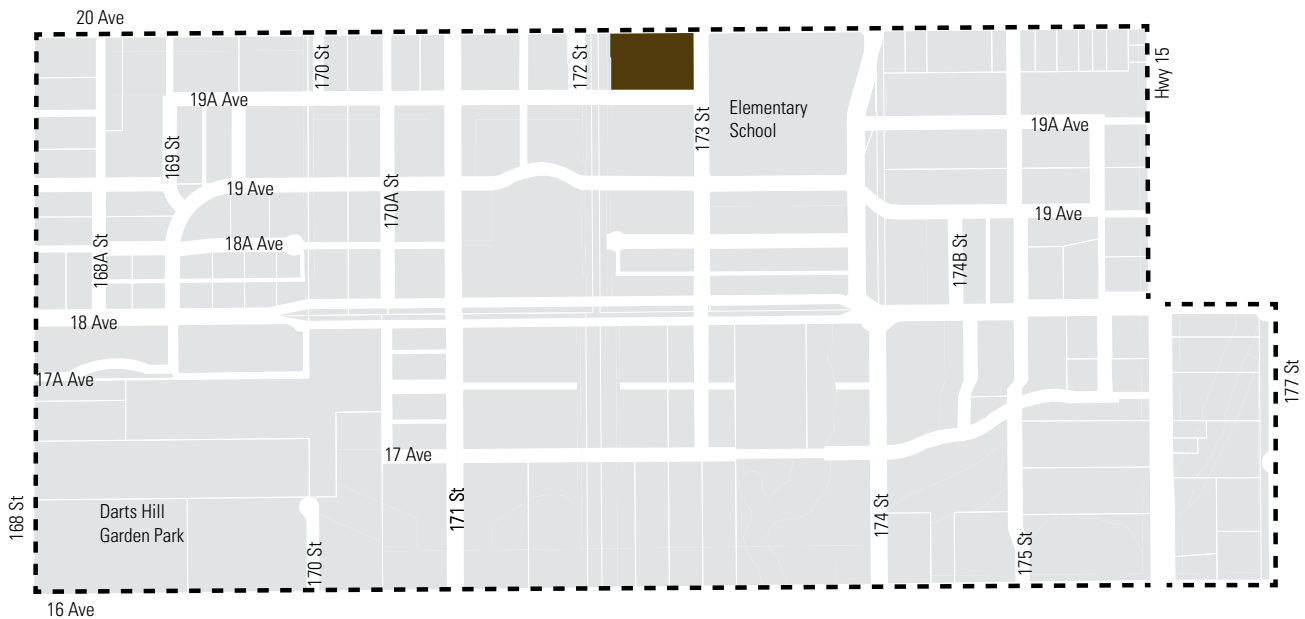 20 Ave
170 St
172 St
Hwy 15
19A Ave
Elementary
School
173 St
19A Ave
169 St
19 Ave
170A St
19 Ave
18A Ave
168A St
174B St
18 Ave
17A Ave
177 St
17 Ave
168 St
Darts Hill
Garden Park
171 St
174 St
170 St
175 St
16 Ave